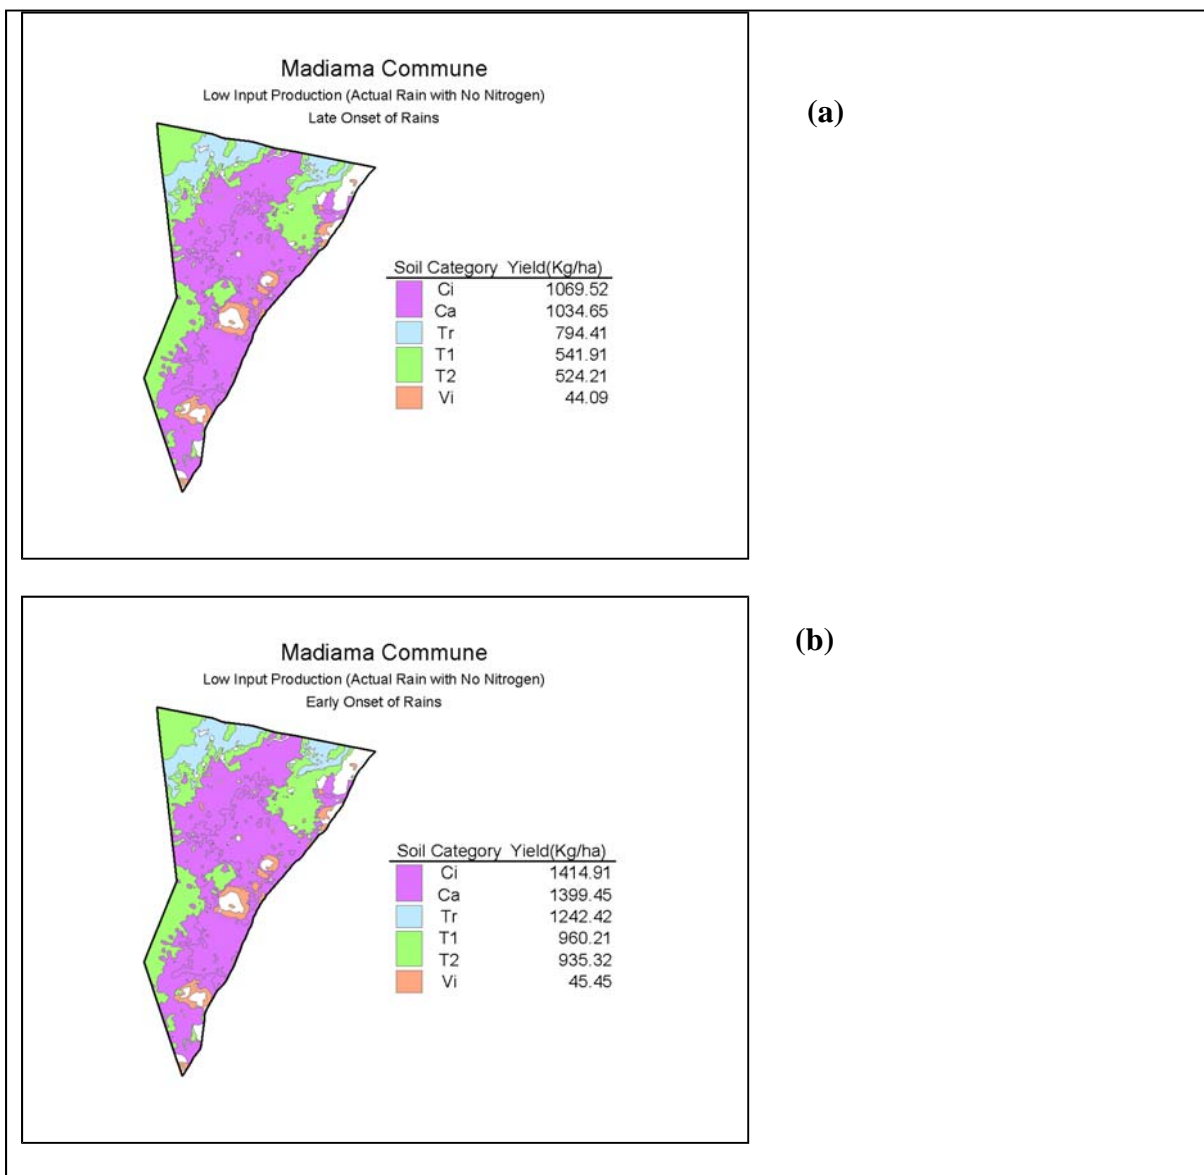 Madiama Commune
Low Input Production (Actual Rain with No Nitrogen)
Late Onset of Rains
(a)
Soil Category Yield(Kg/ha)
Ci 1069.52
Ca 1034.65
Tr 794.41
T1 541.91
T2 524.21
Vi 44.09
Madiama Commune
Low Input Production (Actual Rain with No Nitrogen)
Early Onset of Rains
(b)
Soil Category Yield(Kg/ha)
Ci 1414.91
Ca 1399.45
Tr 1242.42
T1 960.21
T2 935.32
Vi 45.45